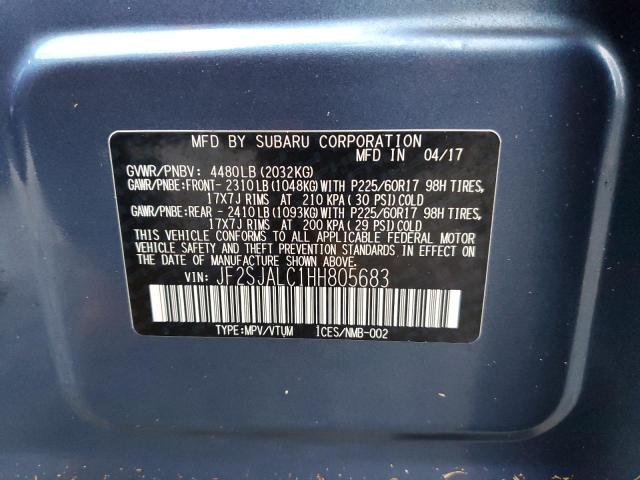 MFD BY SUBARU CORPORATION
MFD IN 04/17
GVWR/PNBV: 4480LB (2032KG)
GAWR/PNBE:FRONT- 2310LB (1048KG)WITH P225/60R17 98H TIRES,
17X7J RIMS AT 210 KPA (30 PSI) COLD
GAWR/PNBE:REAR - 2410LB (1093KG)WITH P225/60R17 98H TIRES,
17X7J RIMS AT 200 KPA (29 PSI) COLD
THIS VEHICLE CONFORMS TO ALL APPLICABLE FEDERAL MOTOR
VEHICLE SAFETY AND THEFT PREVENTION STANDARDS IN EFFECT ON
THE DATE OF MANUFACTURE SHOWN ABOVE.
VIN: JF2SJALC1HH805683
TYPE:MPV/VTUM ICES/NMB-002